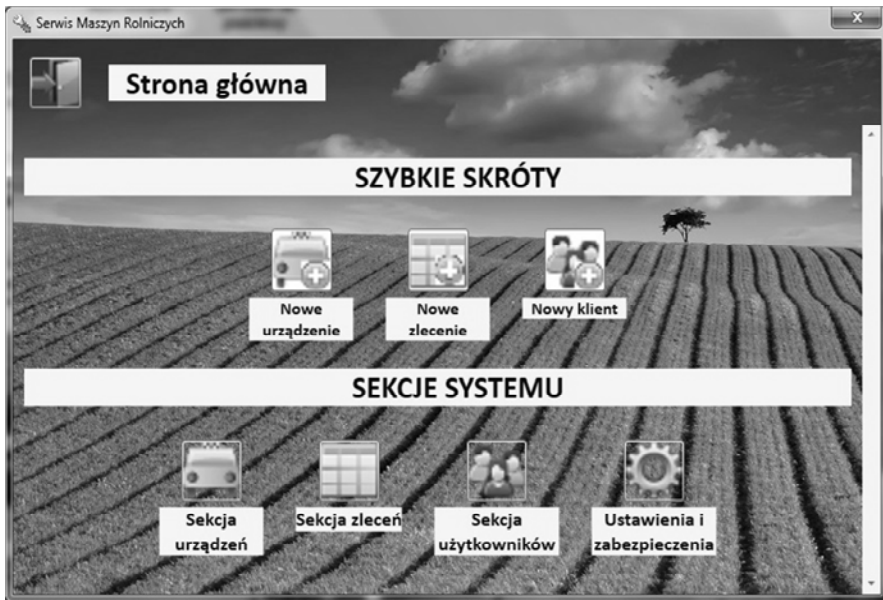 Serwis Maszyn Rolniczych
Strona główna
SZYBKIE SKRÓTY
Nowe
urządzenie
Nowe
zlecenie
Nowy klient
SEKCJE SYSTEMU
Sekcja
urządzeń
Sekcja zleceń
Sekcja
użytkowników
Ustawienia i
zabezpieczenia